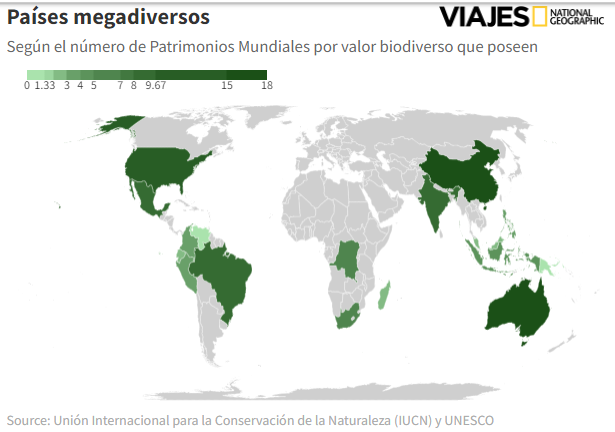 Países megadiversos
VIAJES NATIONAL GEOGRAPHIC
Según el número de Patrimonios Mundiales por valor biodiverso que poseen
0 1.33 3 4 5 7 8 9.67 15 18
Source: Unión Internacional para la Conservación de la Naturaleza (IUCN) y UNESCO